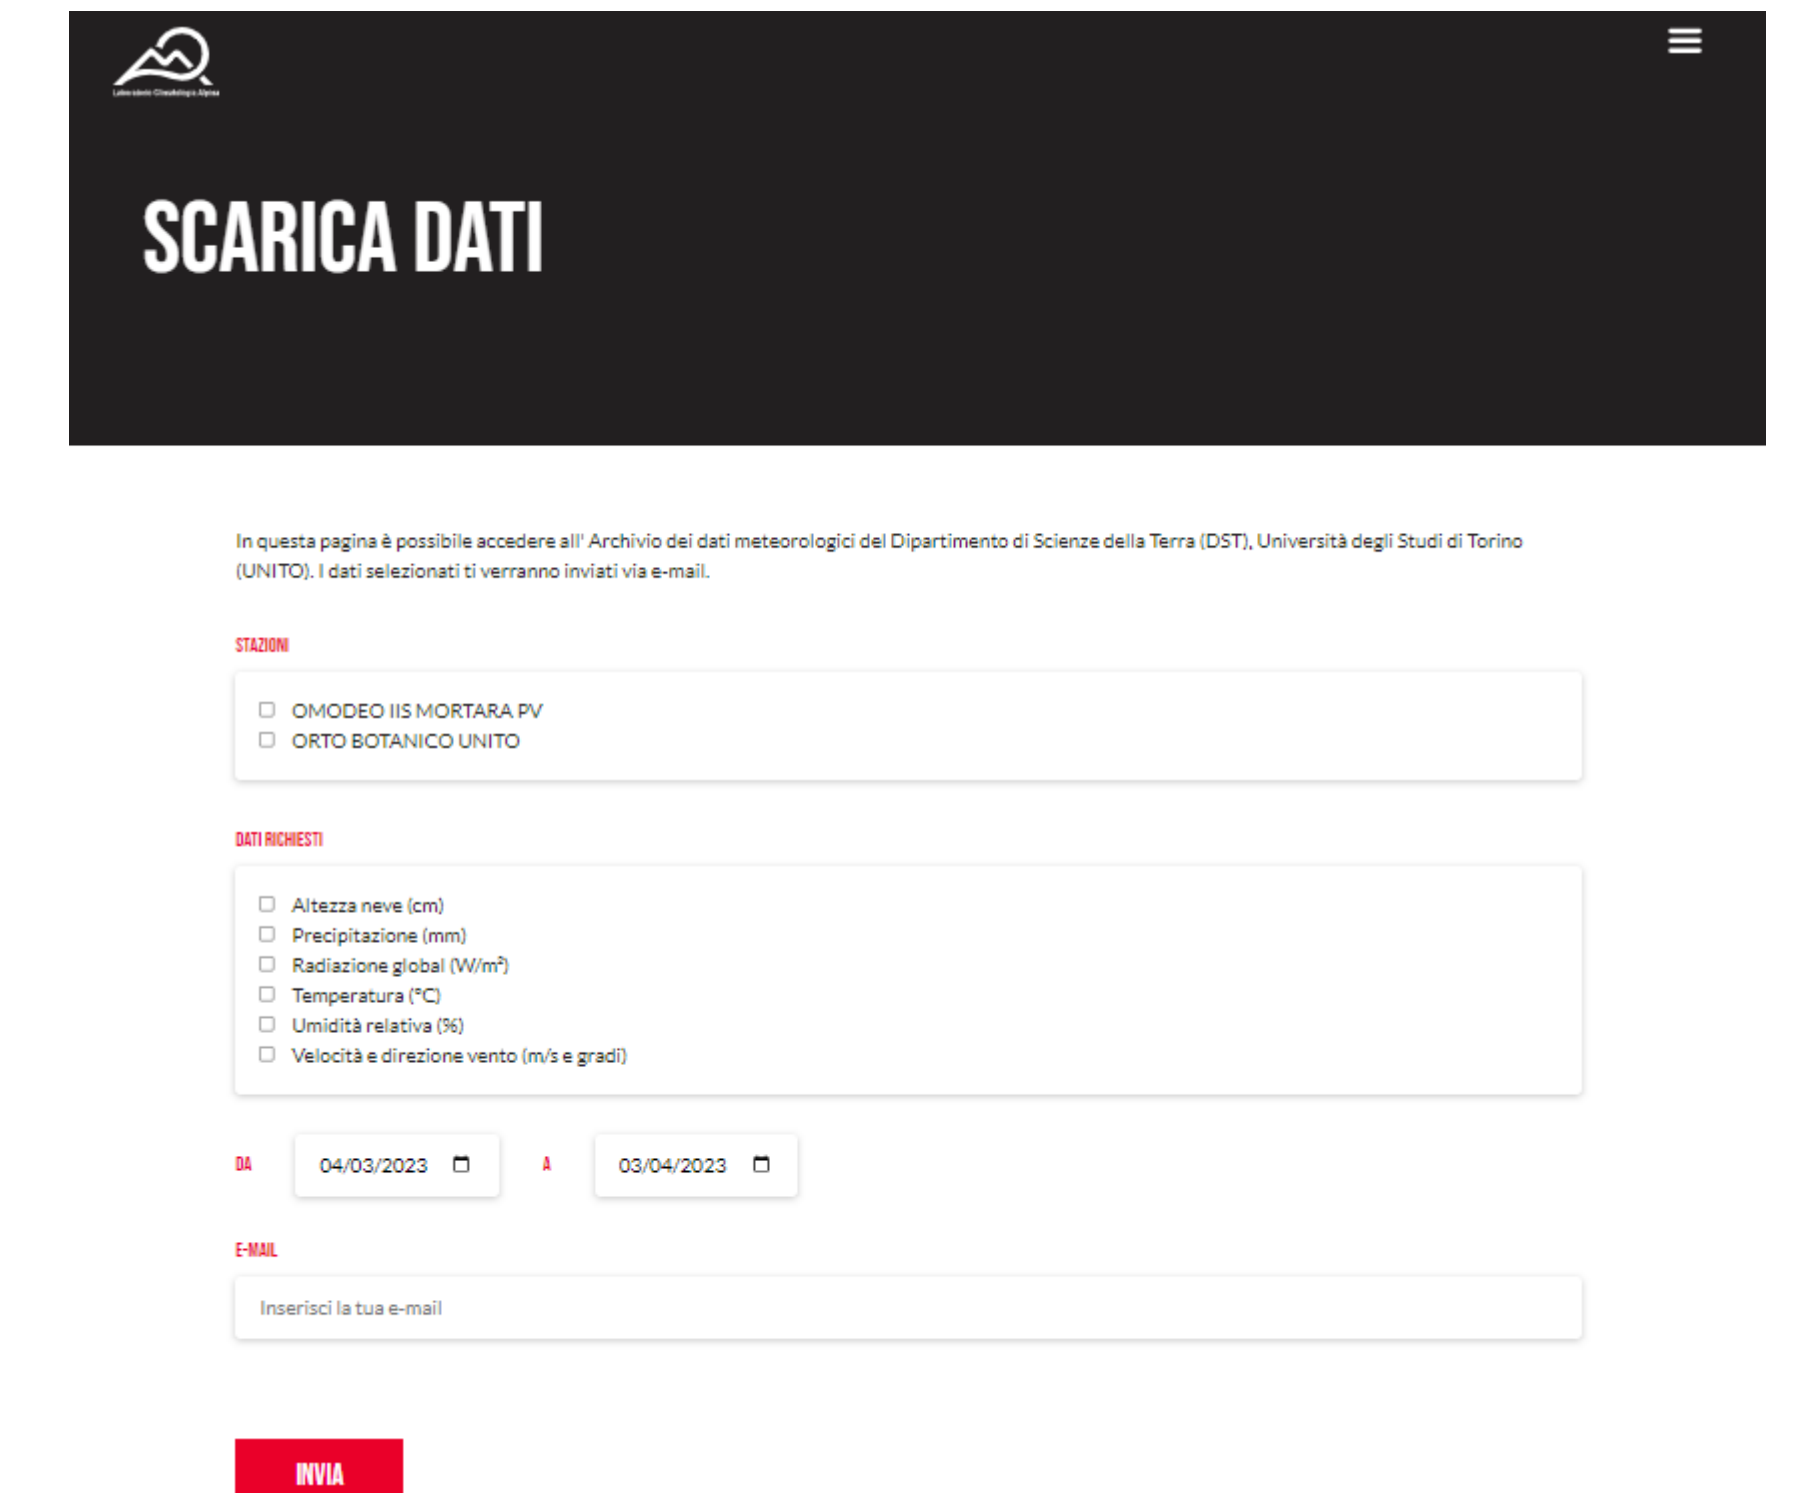 Laboratorio Climatologia Alpina
SCARICA DATI
In questa pagina è possibile accedere all' Archivio dei dati meteorologici del Dipartimento di Scienze della Terra (DST), Università degli Studi di Torino
(UNITO). I dati selezionati ti verranno inviati via e-mail.
STAZIONI
OMODEO IIS MORTARA PV
ORTO BOTANICO UNITO
DATI RICHIESTI
Altezza neve (cm)
Precipitazione (mm)
Radiazione global (W/m²)
Temperatura (°C)
Umidità relativa (%)
Velocità e direzione vento (m/s e gradi)
DA 04/03/2023 A 03/04/2023
E-MAIL
Inserisci la tua e-mail
INVIA